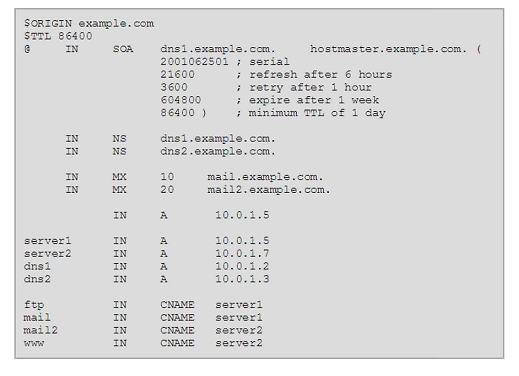 $ORIGIN example.com
$TTL 86400
@ IN SOA dns1.example.com. hostmaster.example.com. (
2001062501 ; serial
21600 ; refresh after 6 hours
3600 ; retry after 1 hour
604800 ; expire after 1 week
86400 ) ; minimum TTL of 1 day
IN NS dns1.example.com.
IN NS dns2.example.com.
IN MX 10 mail.example.com.
IN MX 20 mail2.example.com.
IN A 10.0.1.5
server1 IN A 10.0.1.5
server2 IN A 10.0.1.7
dns1 IN A 10.0.1.2
dns2 IN A 10.0.1.3
ftp IN CNAME server1
mail IN CNAME server1
mail2 IN CNAME server2
www IN CNAME server2